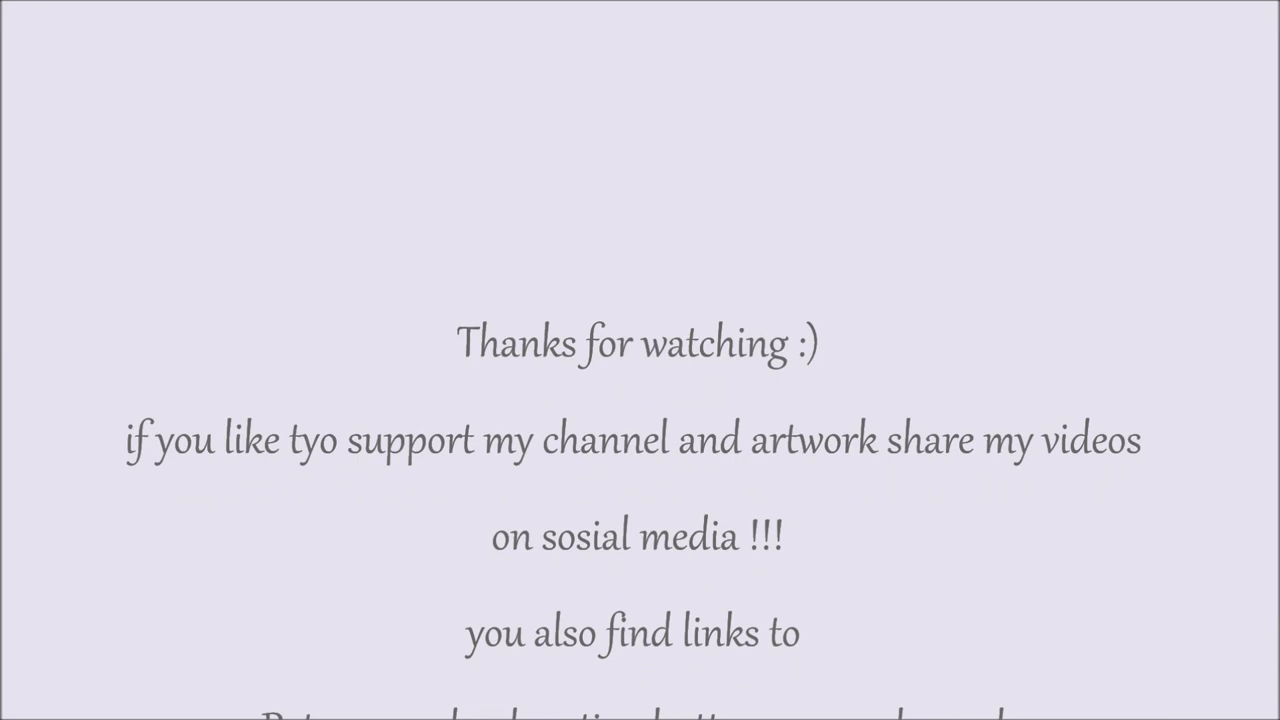 Thanks for watching :)
if you like tyo support my channel and artwork share my videos
on sosial media !!!
you also find links to